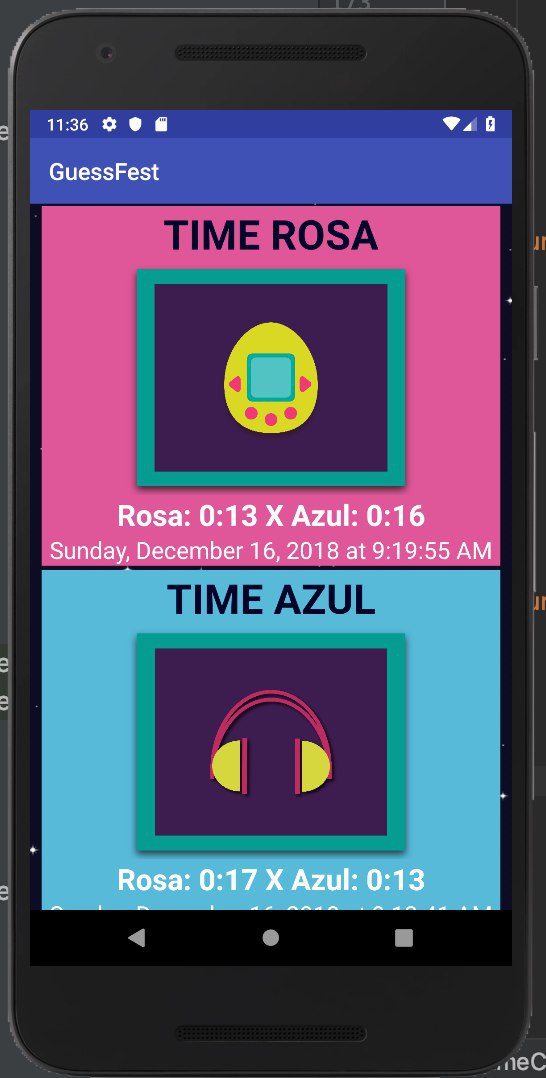 11:36
GuessFest
TIME ROSA
Rosa: 0:13 X Azul: 0:16
Sunday, December 16, 2018 at 9:19:55 AM
TIME AZUL
Rosa: 0:17 X Azul: 0:13